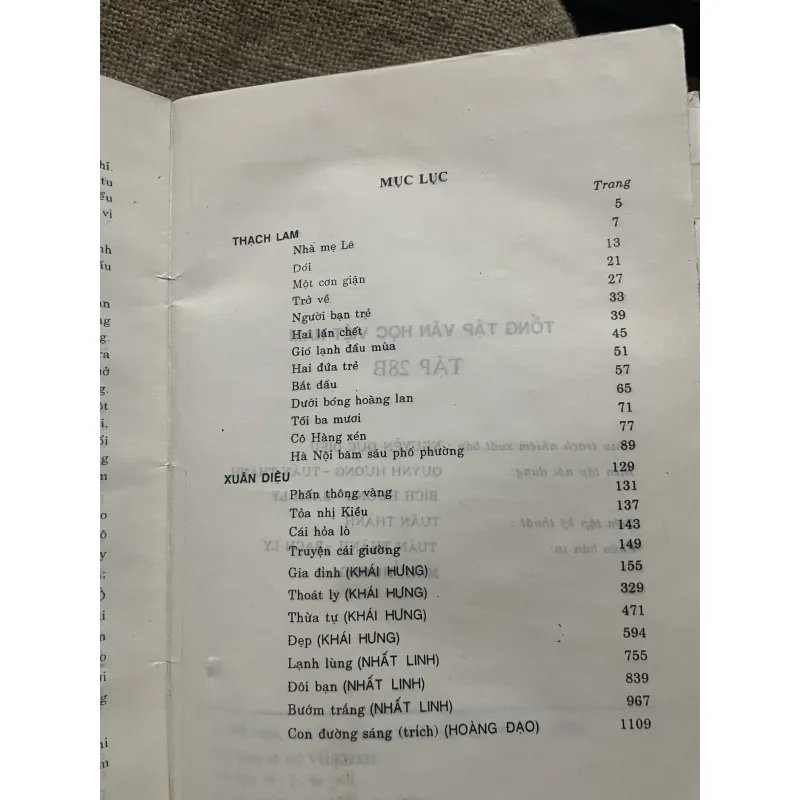 MỤC LỤC
Trang
THẠCH LAM 5
Nhà mẹ Lê 7
Đói 13
Một cơn giận 21
Trở về 27
Người bạn trẻ 33
Hai lần chết 39
Gió lạnh đầu mùa 45
Hai đứa trẻ 51
Bắt đầu 57
Dưới bóng hoàng lan 65
Tối ba mươi 71
Cô Hàng xén 77
Hà Nội băm sáu phố phường 89
XUÂN DIỆU 129
Phấn thông vàng 131
Tỏa nhị Kiều 137
Cái hỏa lò 143
Truyện cái giường 149
Gia đình (KHÁI HƯNG) 155
Thoát ly (KHÁI HƯNG) 329
Thừa tự (KHÁI HƯNG) 471
Đẹp (KHÁI HƯNG) 594
Lạnh lùng (NHẤT LINH) 755
Đôi bạn (NHẤT LINH) 839
Bướm trắng (NHẤT LINH) 967
Con đường sáng (trích) (HOÀNG ĐẠO) 1109